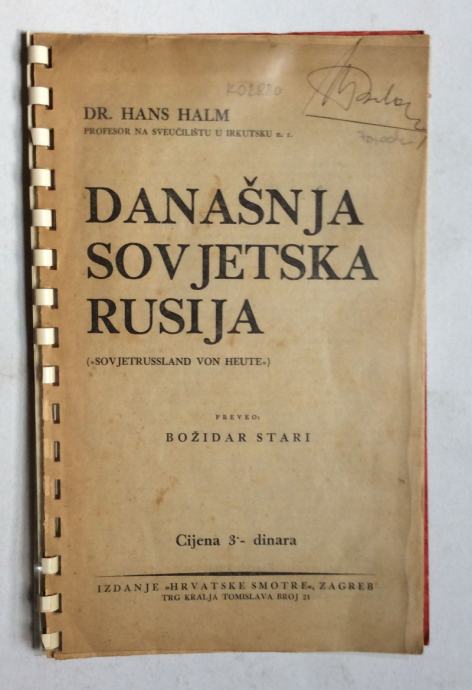 DR. HANS HALM
PROFESOR NA SVEUČILIŠTU U IRKUTSKU n. r.
DANAŠNJA
SOVJETSKA
RUSIJA
(»SOVJETRUSSLAND VON HEUTE«)
PREVEO:
BOŽIDAR STARI
Cijena 3·- dinara
IZDANJE »HRVATSKE SMOTRE«, ZAGREB
TRG KRALJA TOMISLAVA BROJ 21